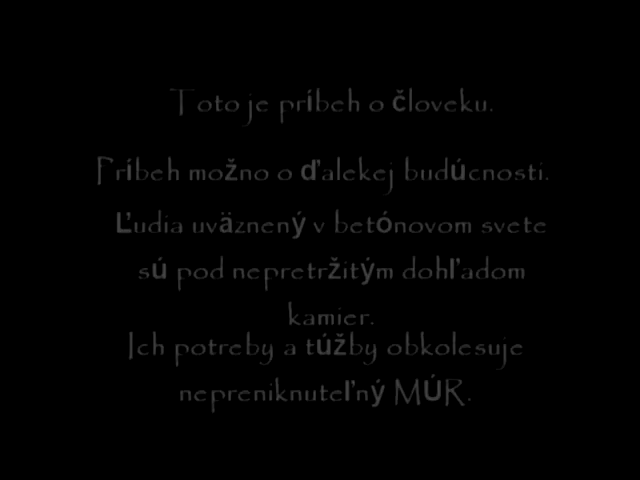 Toto je príbeh o človeku.
Príbeh možno o ďalekej budúcnosti.
Ľudia uväznený v betónovom svete
sú pod nepretržitým dohľadom
kamier.
Ich potreby a túžby obkolesuje
nepreniknuteľný MÚR.